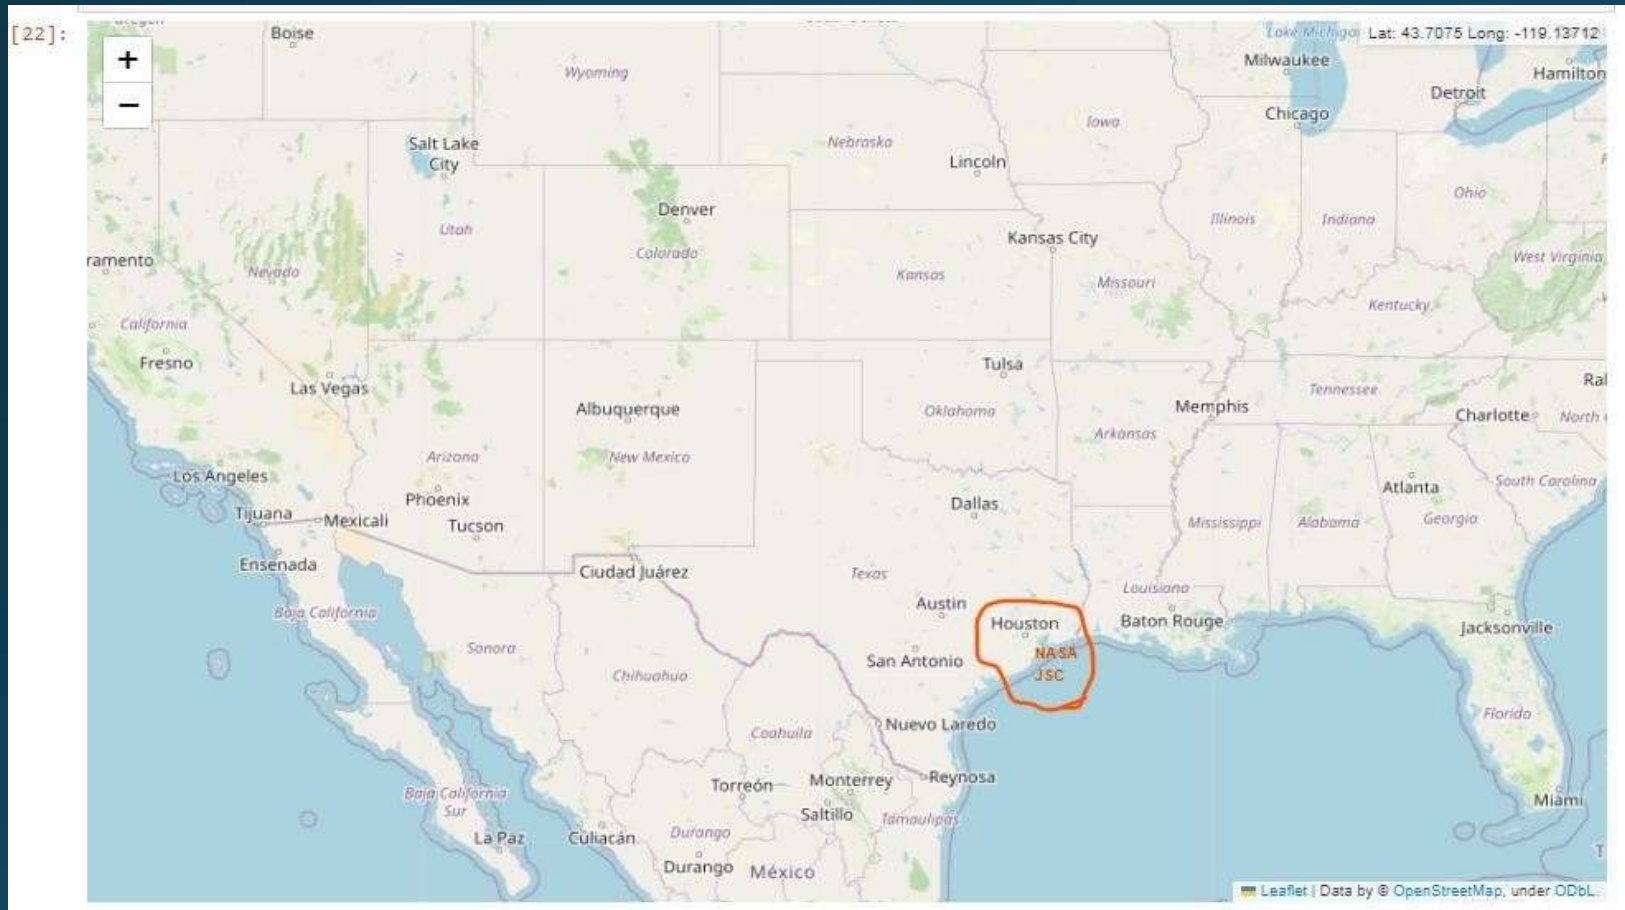 [22]:
Boise
Lake Michigan
Lat: 43.7075 Long: -119.13712
+
Wyoming
Milwaukee
Hamilton
−
Detroit
Chicago
Iowa
Salt Lake
City
Nebraska
Lincoln
Ohio
Denver
Utah
Illinois
Indiana
Kansas City
Colorado
ramento
Nevada
Kansas
West Virginia
Missouri
Kentucky
California
Fresno
Tulsa
Las Vegas
Tennessee
Ral
Albuquerque
Memphis
Oklahoma
Charlotte
North
Arkansas
Arizona
New Mexico
Los Angeles
South Carolina
Phoenix
Atlanta
Dallas
Tijuana
Mexicali
Tucson
Mississippi
Alabama
Georgia
Ensenada
Ciudad Juárez
Texas
Louisiana
Baja California
Austin
Houston
Baton Rouge
Jacksonville
Sonora
NASA
JSC
San Antonio
Chihuahua
Florida
Nuevo Laredo
Coahuila
Torreón
Monterrey
Reynosa
Baja California
Sur
Miami
Saltillo
Tamaulipas
La Paz
Culiacán
Durango
Durango
México
Leaflet | Data by © OpenStreetMap, under ODbL.